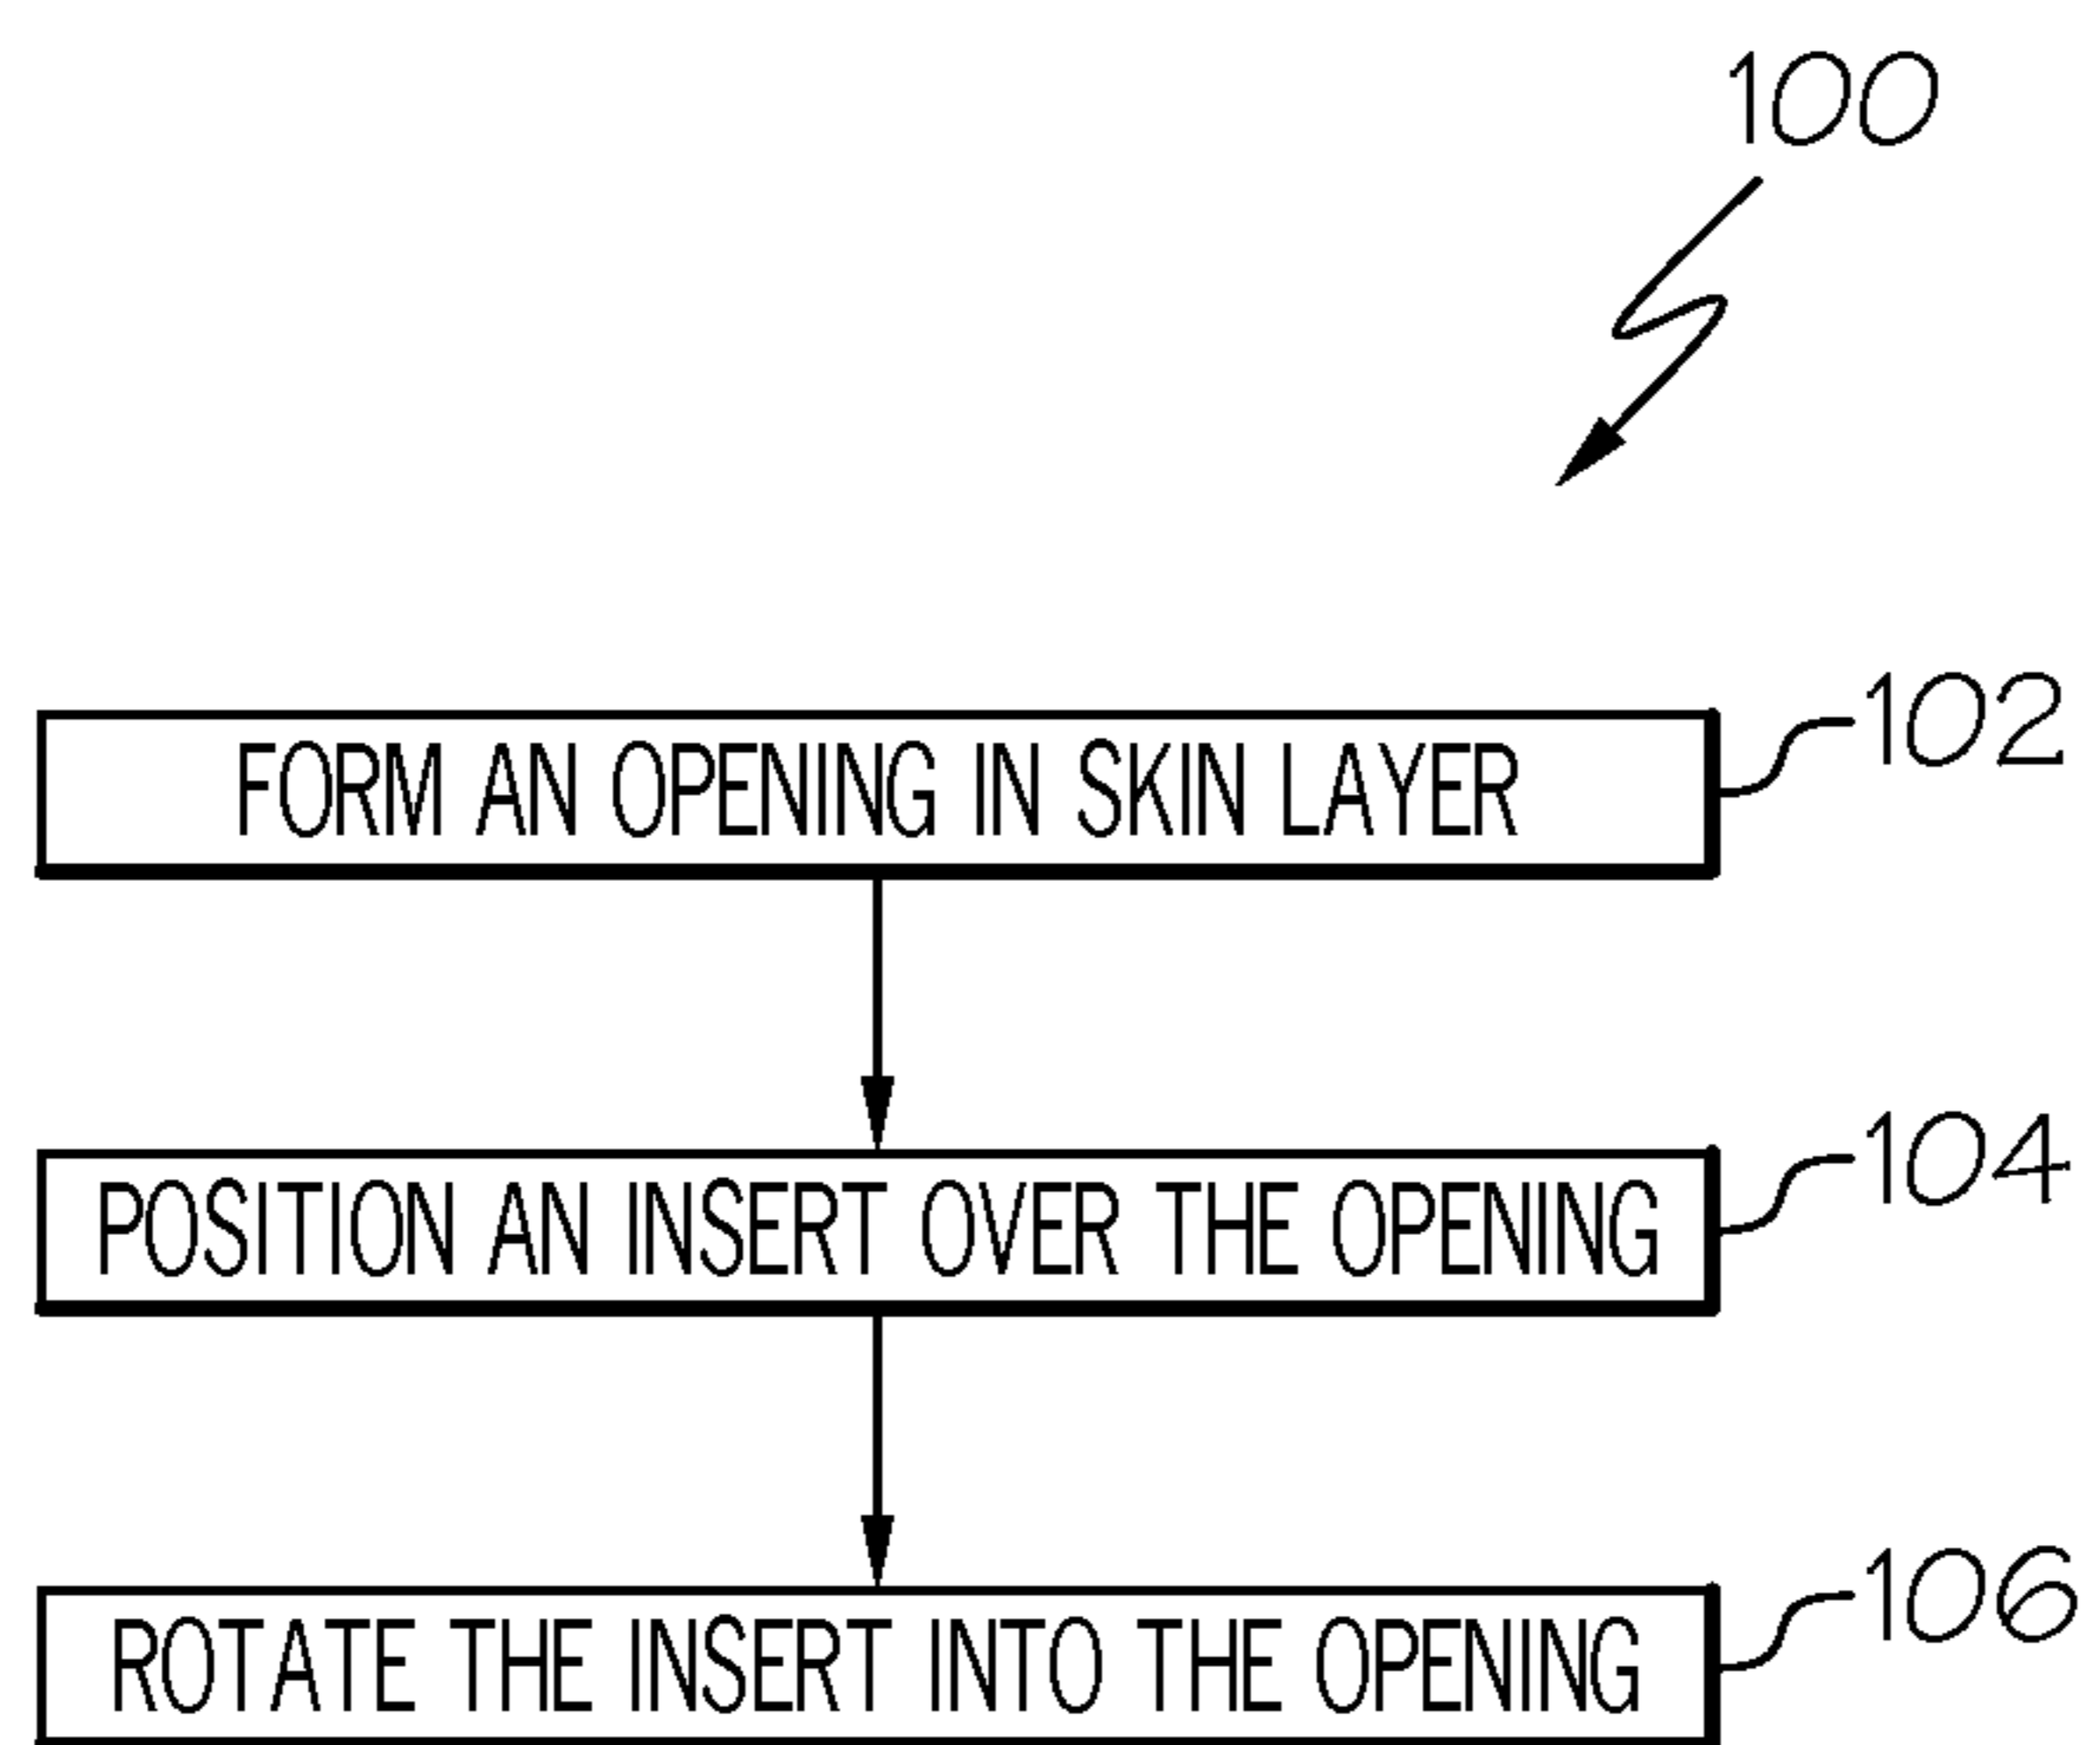 100
FORM AN OPENING IN SKIN LAYER
102
POSITION AN INSERT OVER THE OPENING
104
ROTATE THE INSERT INTO THE OPENING
106